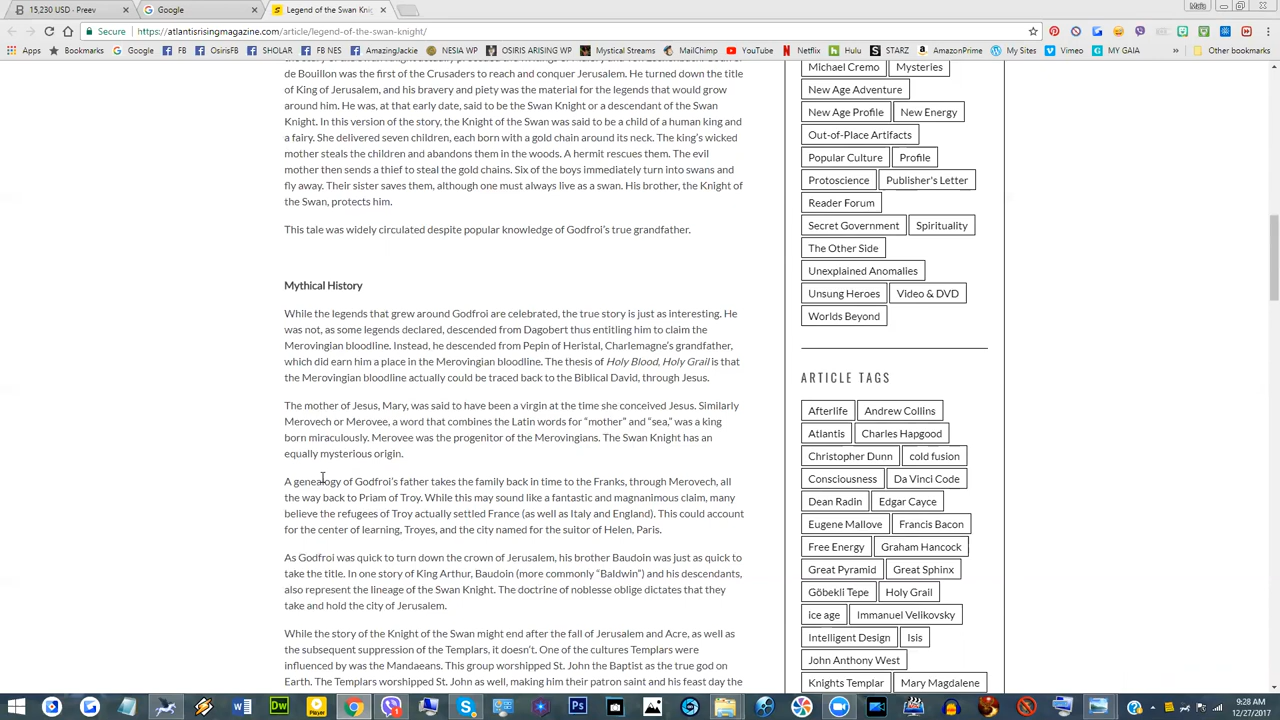 15,230 USD - Preev
Google
Legend of the Swan Knig
Secure
https://atlantisrisingmagazine.com/article/legend-of-the-swan-knight/
Apps
Bookmarks
Google
FB
OsirisFB
SHOLAR
FB NES
AmazingJackie
NESIA WP
OSIRIS ARISING WP
Mystical Streams
MailChimp
YouTube
Netflix
Hulu
STARZ
AmazonPrime
My Sites
Vimeo
MY GAIA
Other bookmarks
de Bouillon was the first of the Crusaders to reach and conquer Jerusalem. He turned down the title
of King of Jerusalem, and his bravery and piety was the material for the legends that would grow
around him. He was, at that early date, said to be the Swan Knight or a descendant of the Swan
Knight. In this version of the story, the Knight of the Swan was said to be a child of a human king and
a fairy. She delivered seven children, each born with a gold chain around its neck. The king's wicked
mother steals the children and abandons them in the woods. A hermit rescues them. The evil
mother then sends a thief to steal the gold chains. Six of the boys immediately turn into swans and
fly away. Their sister saves them, although one must always live as a swan. His brother, the Knight of
the Swan, protects him.
This tale was widely circulated despite popular knowledge of Godfroi's true grandfather.
Mythical History
While the legends that grew around Godfroi are celebrated, the true story is just as interesting. He
was not, as some legends declared, descended from Dagobert thus entitling him to claim the
Merovingian bloodline. Instead, he descended from Pepin of Heristal, Charlemagne's grandfather,
which did earn him a place in the Merovingian bloodline. The thesis of Holy Blood, Holy Grail is that
the Merovingian bloodline actually could be traced back to the Biblical David, through Jesus.
The mother of Jesus, Mary, was said to have been a virgin at the time she conceived Jesus. Similarly
Merovech or Merovee, a word that combines the Latin words for “mother” and “sea,” was a king
born miraculously. Merovee was the progenitor of the Merovingians. The Swan Knight has an
equally mysterious origin.
A genealogy of Godfroi's father takes the family back in time to the Franks, through Merovech, all
the way back to Priam of Troy. While this may sound like a fantastic and magnanimous claim, many
believe the refugees of Troy actually settled France (as well as Italy and England). This could account
for the center of learning, Troyes, and the city named for the suitor of Helen, Paris.
As Godfroi was quick to turn down the crown of Jerusalem, his brother Baudoin was just as quick to
take the title. In one story of King Arthur, Baudoin (more commonly “Baldwin”) and his descendants,
also represent the lineage of the Swan Knight. The doctrine of noblesse oblige dictates that they
take and hold the city of Jerusalem.
While the story of the Knight of the Swan might end after the fall of Jerusalem and Acre, as well as
the subsequent suppression of the Templars, it doesn't. One of the cultures Templars were
influenced by was the Mandaeans. This group worshipped St. John the Baptist as the true god on
Earth. The Templars worshipped St. John as well, making him their patron saint and his feast day the
Michael Cremo
Mysteries
New Age Adventure
New Age Profile
New Energy
Out-of-Place Artifacts
Popular Culture
Profile
Protoscience
Publisher's Letter
Reader Forum
Secret Government
Spirituality
The Other Side
Unexplained Anomalies
Unsung Heroes
Video & DVD
Worlds Beyond
ARTICLE TAGS
Afterlife
Andrew Collins
Atlantis
Charles Hapgood
Christopher Dunn
cold fusion
Consciousness
Da Vinci Code
Dean Radin
Edgar Cayce
Eugene Mallove
Francis Bacon
Free Energy
Graham Hancock
Great Pyramid
Great Sphinx
Göbekli Tepe
Holy Grail
ice age
Immanuel Velikovsky
Intelligent Design
Isis
John Anthony West
Knights Templar
Mary Magdalene
9:28 AM
12/27/2017